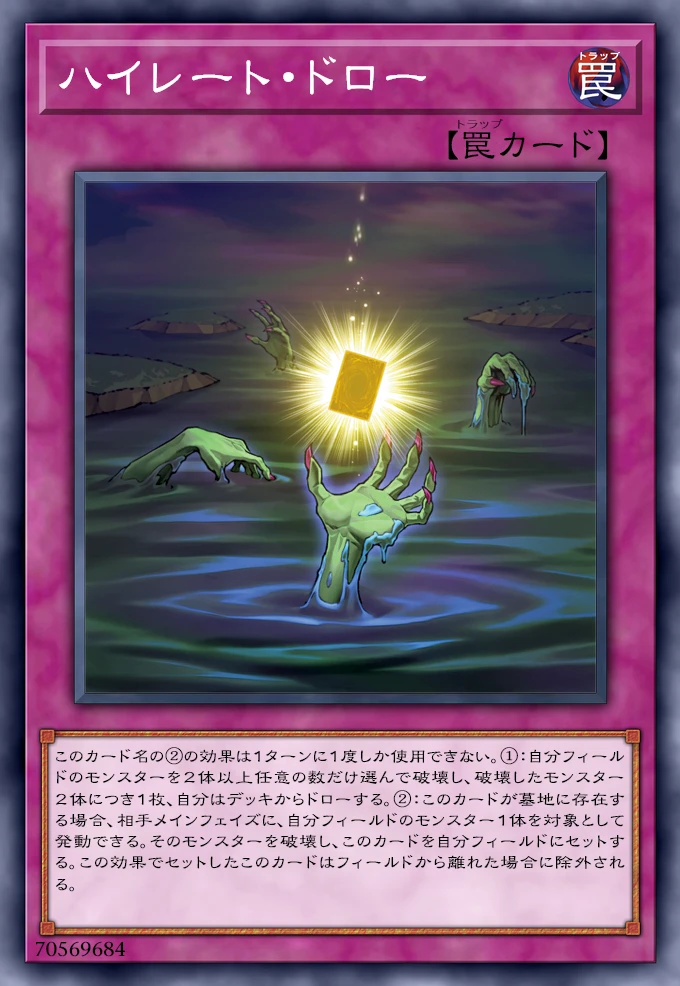 ハイレート・ドロー
トラップ
罠
トラップ
【罠カード】
このカード名の②の効果は１ターンに１度しか使用できない。①：自分フィール
ドのモンスターを２体以上任意の数だけ選んで破壊し、破壊したモンスター
２体につき１枚、自分はデッキからドローする。②：このカードが墓地に存在す
る場合、相手メインフェイズに、自分フィールドのモンスター１体を対象として
発動できる。そのモンスターを破壊し、このカードを自分フィールドにセットす
る。この効果でセットしたこのカードはフィールドから離れた場合に除外され
る。
70569684